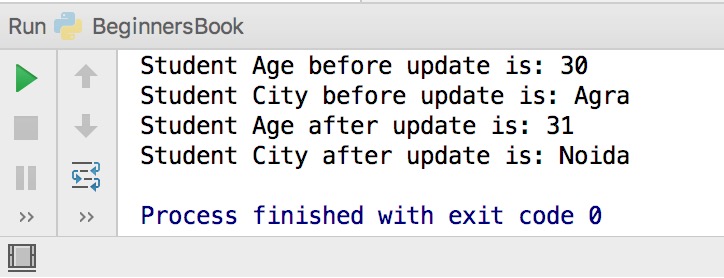 Run BeginnersBook
Student Age before update is: 30
Student City before update is: Agra
Student Age after update is: 31
Student City after update is: Noida
Process finished with exit code 0